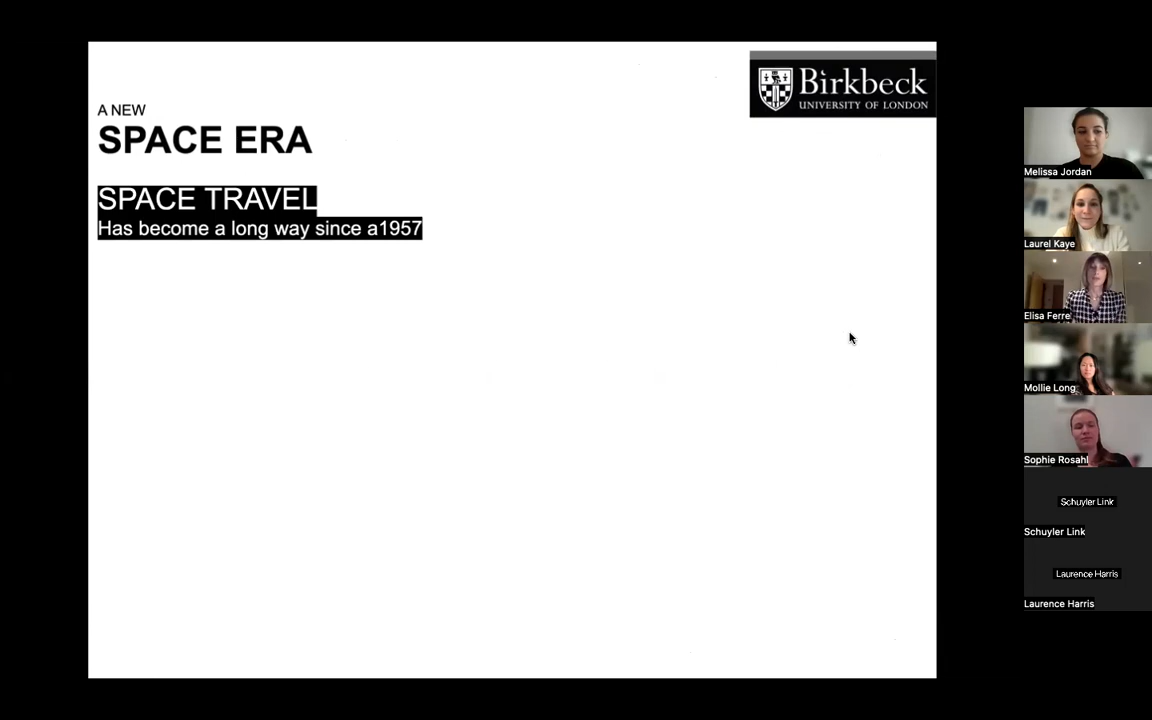 A NEW
SPACE ERA
SPACE TRAVEL
Has become a long way since a1957
Birkbeck
UNIVERSITY OF LONDON
Melissa Jordan
Laurel Kaye
Elisa Ferre
Mollie Long
Sophie Rosahl
Schuyler Link
Schuyler Link
Laurence Harris
Laurence Harris